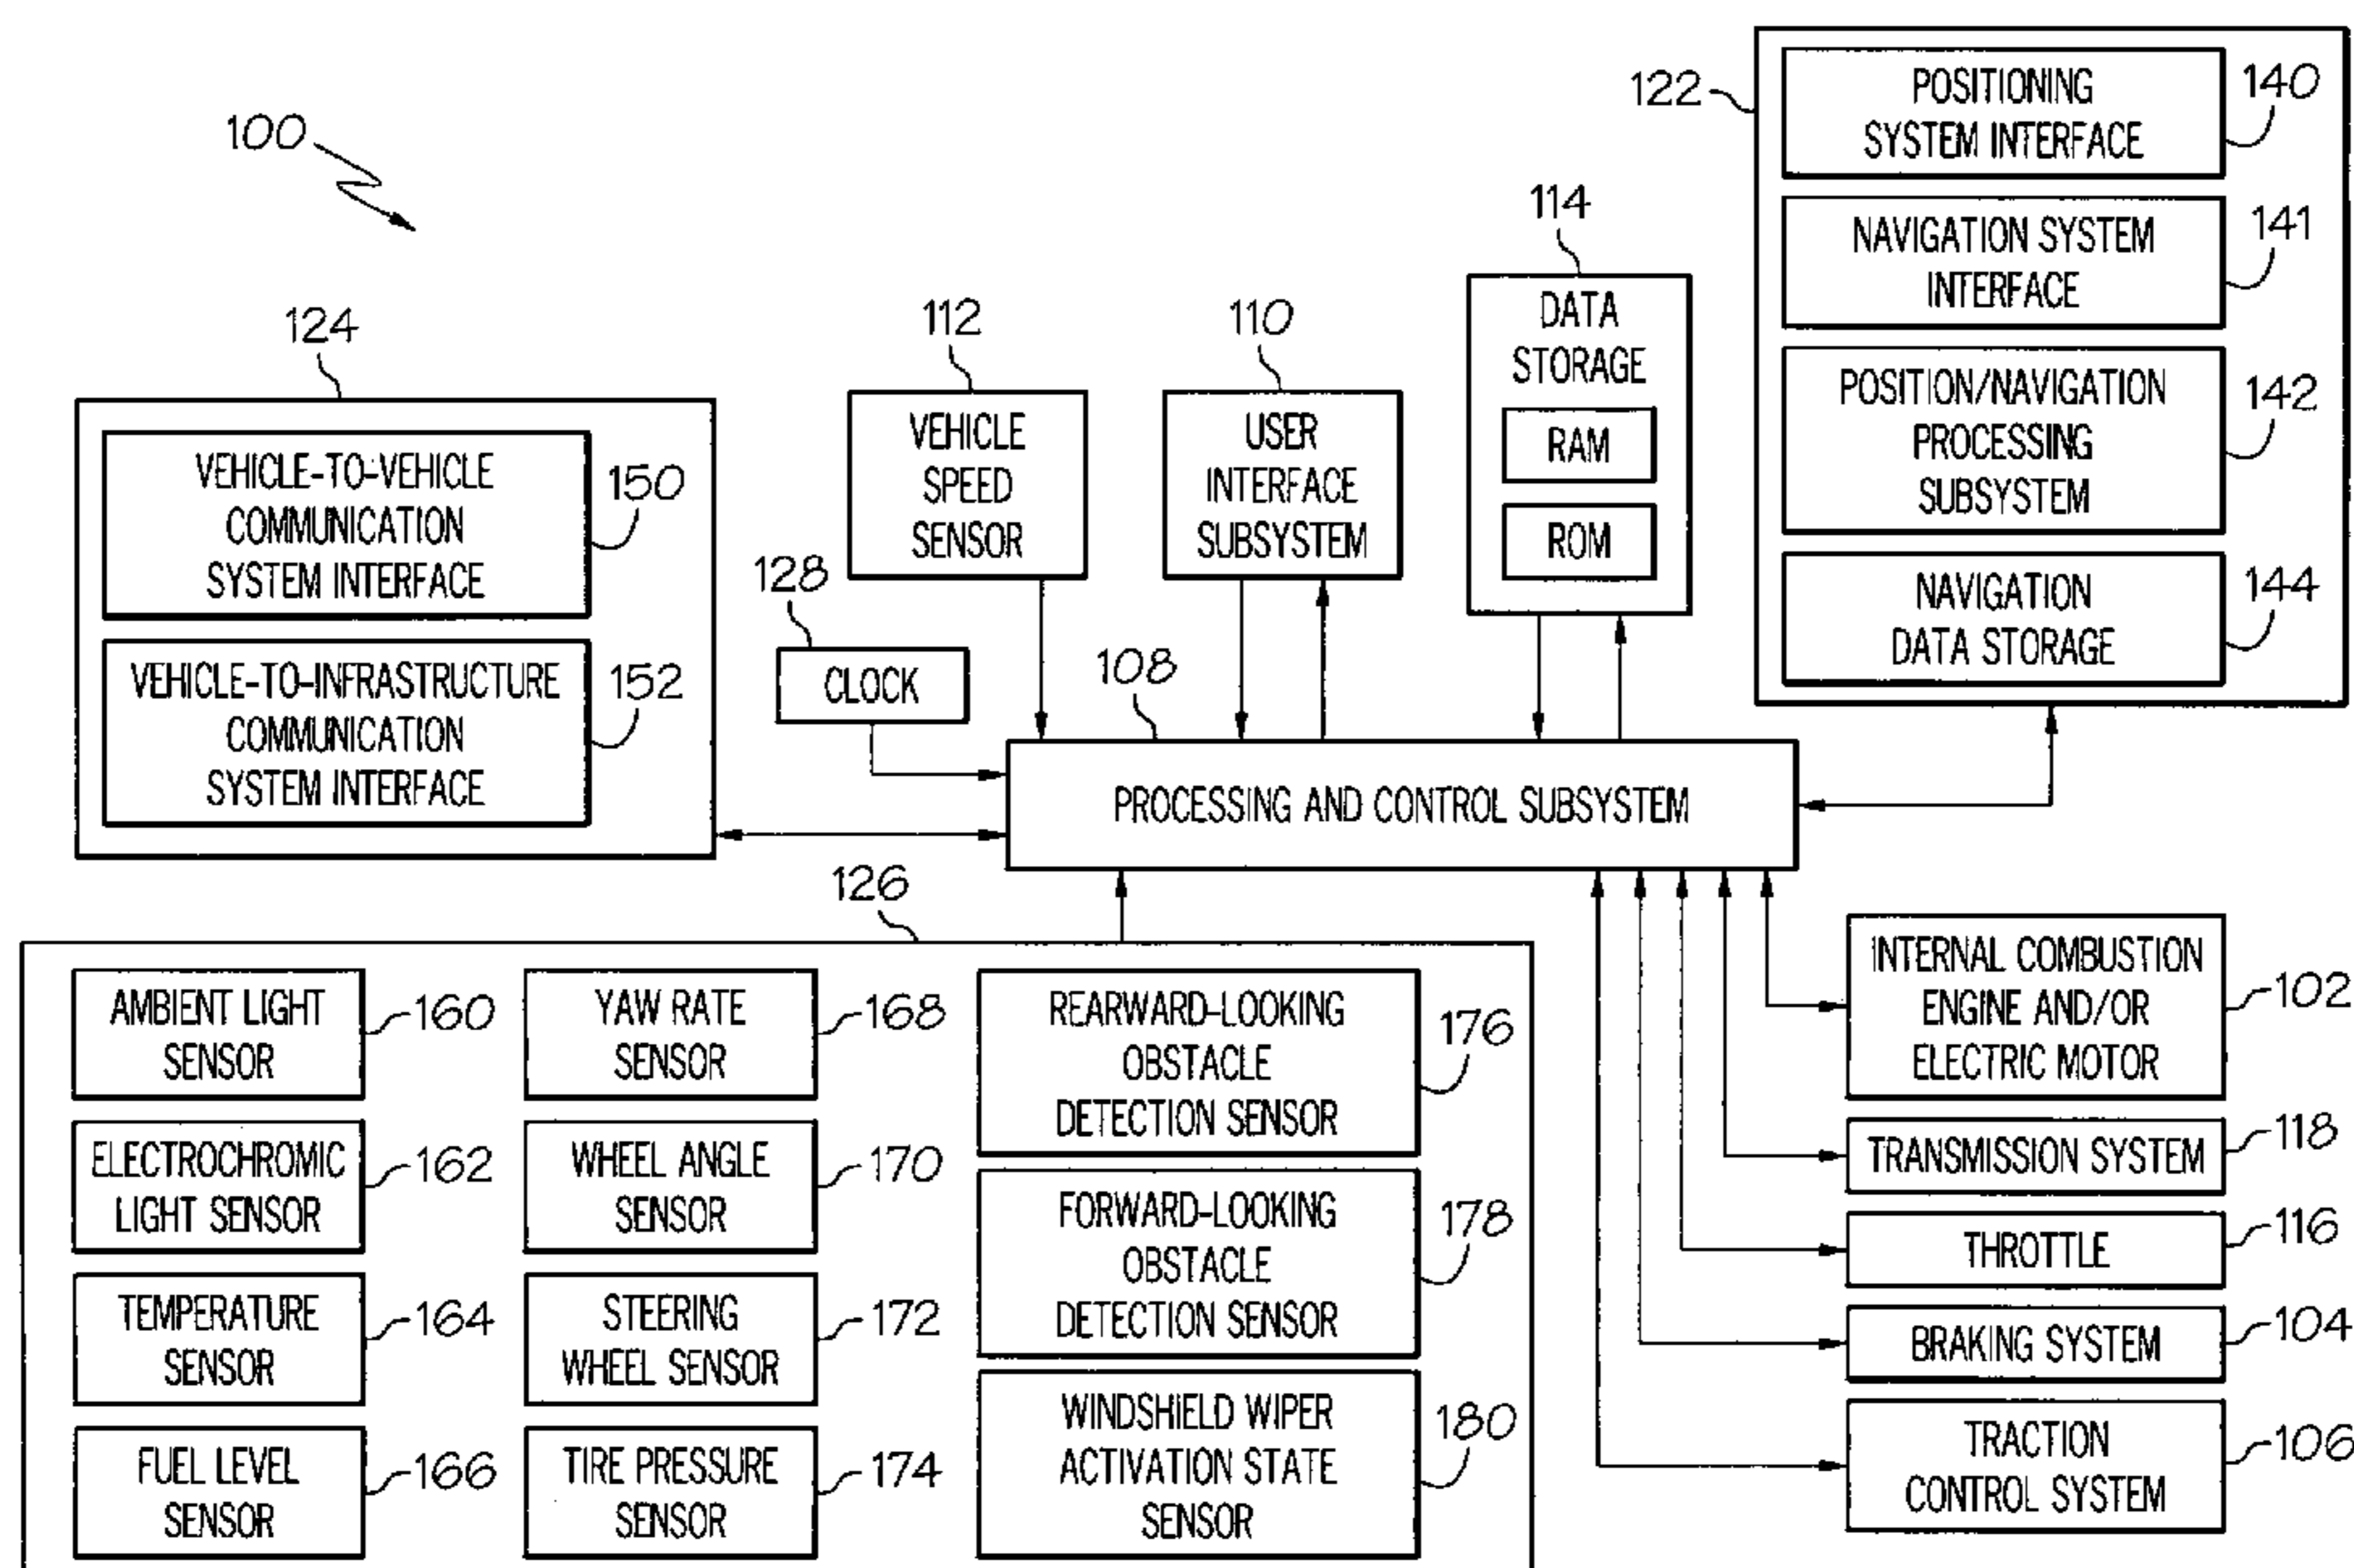 100
124
VEHICLE-TO-VEHICLE
COMMUNICATION
SYSTEM INTERFACE
150
VEHICLE-TO-INFRASTRUCTURE
COMMUNICATION
SYSTEM INTERFACE
152
112
VEHICLE
SPEED
SENSOR
128
CLOCK
110
USER
INTERFACE
SUBSYSTEM
114
DATA
STORAGE
RAM
ROM
122
POSITIONING
SYSTEM INTERFACE
140
NAVIGATION SYSTEM
INTERFACE
141
POSITION/NAVIGATION
PROCESSING
SUBSYSTEM
142
NAVIGATION
DATA STORAGE
144
108
PROCESSING AND CONTROL SUBSYSTEM
126
AMBIENT LIGHT
SENSOR
160
ELECTROCHROMIC
LIGHT SENSOR
162
TEMPERATURE
SENSOR
164
FUEL LEVEL
SENSOR
166
YAW RATE
SENSOR
168
WHEEL ANGLE
SENSOR
170
STEERING
WHEEL SENSOR
172
TIRE PRESSURE
SENSOR
174
REARWARD-LOOKING
OBSTACLE
DETECTION SENSOR
176
FORWARD-LOOKING
OBSTACLE
DETECTION SENSOR
178
WINDSHIELD WIPER
ACTIVATION STATE
SENSOR
180
INTERNAL COMBUSTION
ENGINE AND/OR
ELECTRIC MOTOR
102
TRANSMISSION SYSTEM
118
THROTTLE
116
BRAKING SYSTEM
104
TRACTION
CONTROL SYSTEM
106